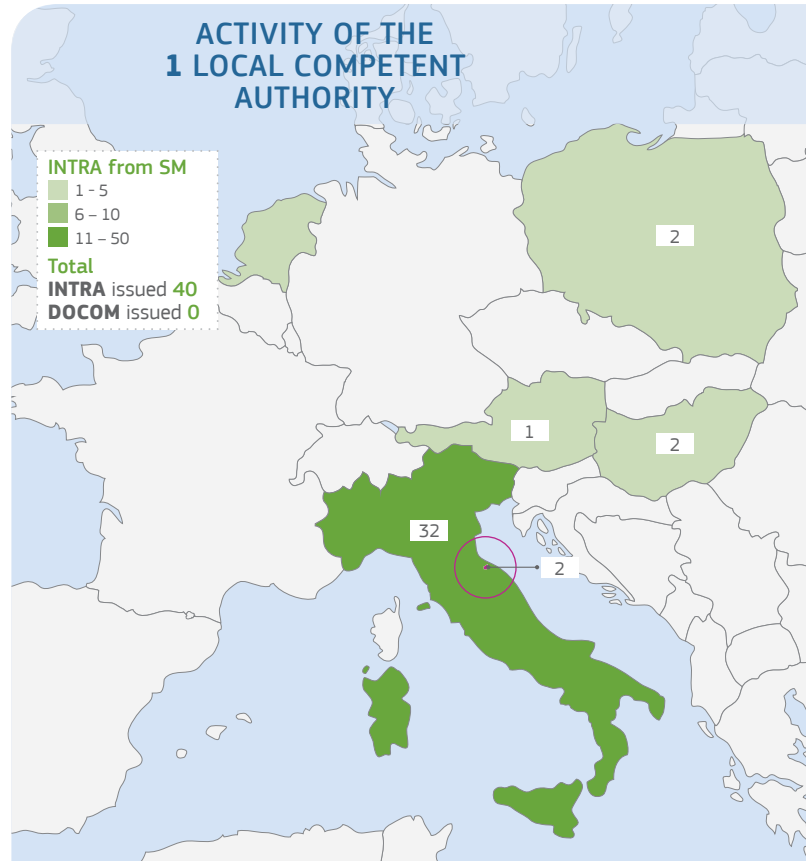 ACTIVITY OF THE
1 LOCAL COMPETENT
AUTHORITY
INTRA from SM
1 - 5
6 – 10
11 – 50
Total
INTRA issued 40
DOCOM issued 0
2
1
2
32
2